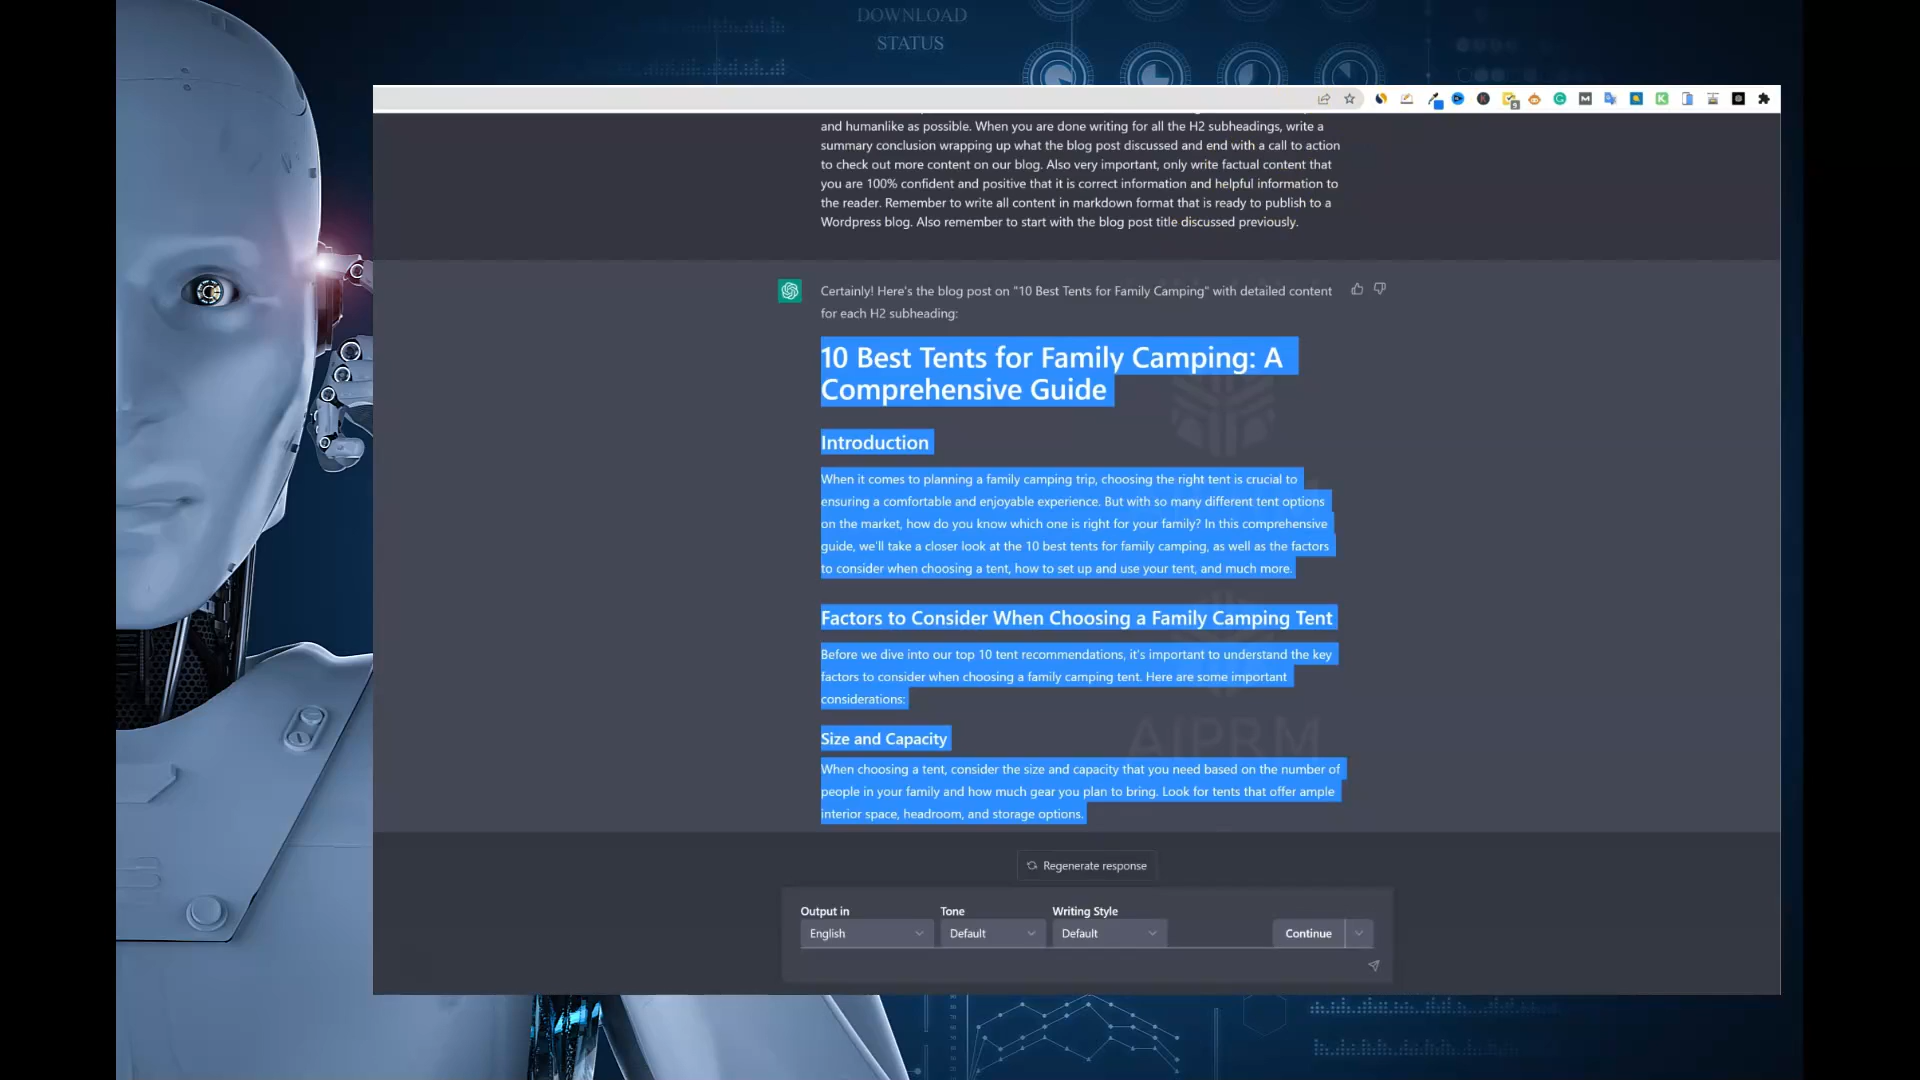 DOWNLOAD
STATUS
and humanlike as possible. When you are done writing for all the H2 subheadings, write a
summary conclusion wrapping up what the blog post discussed and end with a call to action
to check out more content on our blog. Also very important, only write factual content that
you are 100% confident and positive that it is correct information and helpful information to
the reader. Remember to write all content in markdown format that is ready to publish to a
Wordpress blog. Also remember to start with the blog post title discussed previously.
Certainly! Here's the blog post on "10 Best Tents for Family Camping" with detailed content
for each H2 subheading:
10 Best Tents for Family Camping: A
Comprehensive Guide
Introduction
When it comes to planning a family camping trip, choosing the right tent is crucial to
ensuring a comfortable and enjoyable experience. But with so many different tent options
on the market, how do you know which one is right for your family? In this comprehensive
guide, we'll take a closer look at the 10 best tents for family camping, as well as the factors
to consider when choosing a tent, how to set up and use your tent, and much more.
Factors to Consider When Choosing a Family Camping Tent
Before we dive into our top 10 tent recommendations, it's important to understand the key
factors to consider when choosing a family camping tent. Here are some important
considerations:
Size and Capacity
AIPRM
When choosing a tent, consider the size and capacity that you need based on the number of
people in your family and how much gear you plan to bring. Look for tents that offer ample
interior space, headroom, and storage options.
Regenerate response
Output in Tone Writing Style
English Default Default Continue